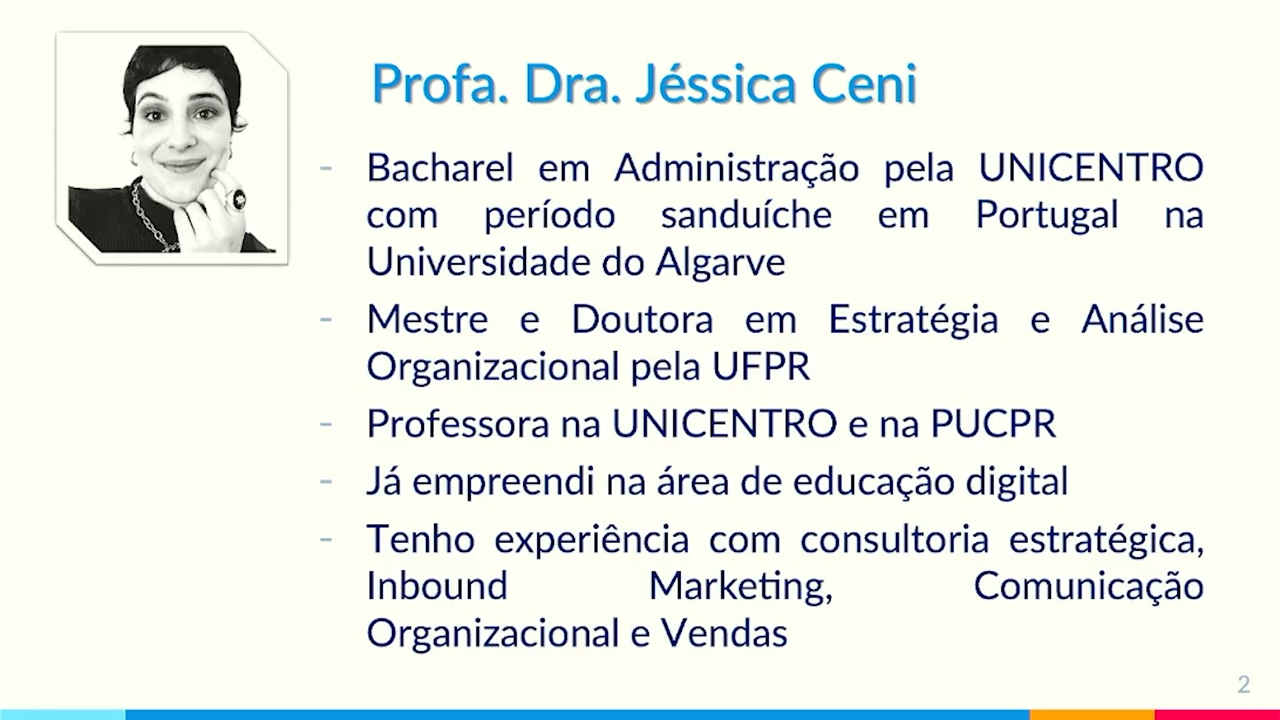 Profa. Dra. Jéssica Ceni
- Bacharel em Administração pela UNICENTRO
com período sanduíche em Portugal na
Universidade do Algarve
- Mestre e Doutora em Estratégia e Análise
Organizacional pela UFPR
- Professora na UNICENTRO e na PUCPR
- Já empreendi na área de educação digital
- Tenho experiência com consultoria estratégica,
Inbound Marketing, Comunicação
Organizacional e Vendas
2